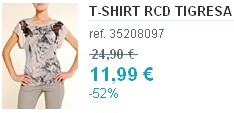 T-SHIRT RCD TIGRESA
ref. 35208097
24,90 €
11,99 €
-52%